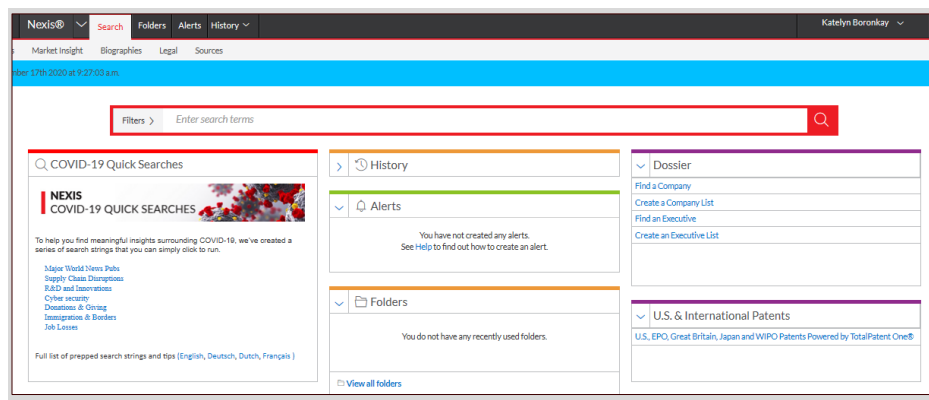 Nexis® Search Folders Alerts History Katelyn Boronkay
Market Insight Biographies Legal Sources
mber 17th 2020 at 9:27:03 a.m.
Filters > Enter search terms
COVID-19 Quick Searches
NEXIS
COVID-19 QUICK SEARCHES
To help you find meaningful insights surrounding COVID-19, we've created a
series of search strings that you can simply click to run.
Major World News Pubs
Supply Chain Disruptions
R&D and Innovations
Cyber security
Donations & Giving
Immigration & Borders
Job Losses
Full list of prepped search strings and tips (English, Deutsch, Dutch, Français )
History
Alerts
You have not created any alerts.
See Help to find out how to create an alert.
Folders
You do not have any recently used folders.
View all folders
Dossier
Find a Company
Create a Company List
Find an Executive
Create an Executive List
U.S. & International Patents
U.S., EPO, Great Britain, Japan and WIPO Patents Powered by TotalPatent One®